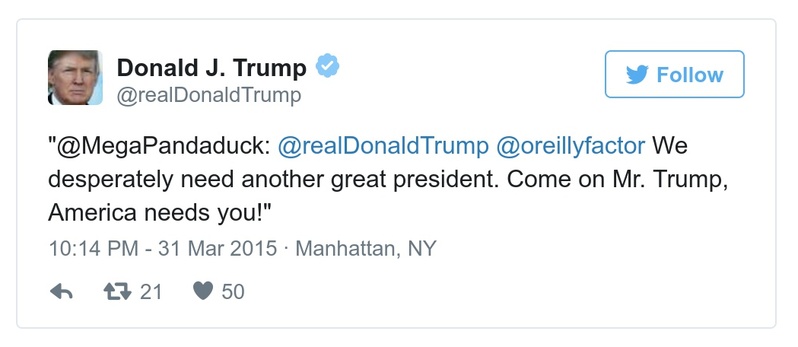 Donald J. Trump
@realDonaldTrump
Follow
"@MegaPandaduck: @realDonaldTrump @oreillyfactor We
desperately need another great president. Come on Mr. Trump,
America needs you!"
10:14 PM - 31 Mar 2015 · Manhattan, NY
21 50